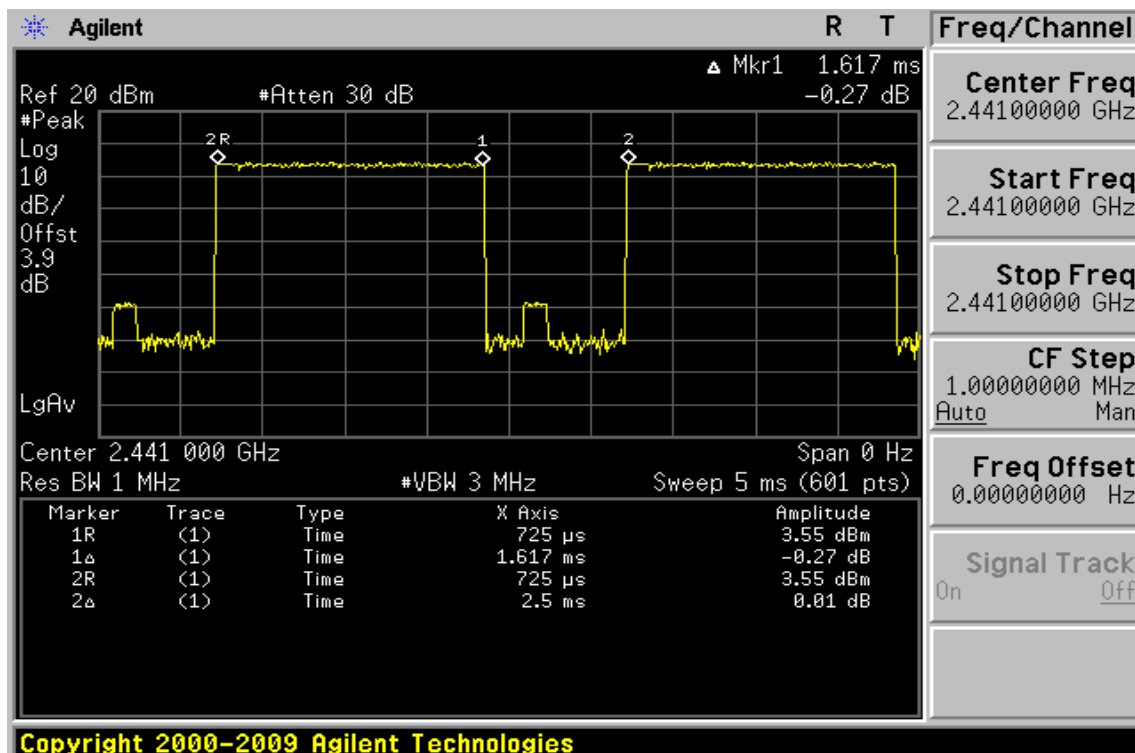 Agilent R T
Freq/Channel
Δ Mkr1 1.617 ms
Ref 20 dBm #Atten 30 dB -0.27 dB
#Peak
Log
10
dB/
Offst
3.9
dB
LgAv
2R 1 2
Center 2.441 000 GHz Span 0 Hz
Res BW 1 MHz #VBW 3 MHz Sweep 5 ms (601 pts)
Marker Trace Type X Axis Amplitude
1R (1) Time 725 µs 3.55 dBm
1Δ (1) Time 1.617 ms -0.27 dB
2R (1) Time 725 µs 3.55 dBm
2Δ (1) Time 2.5 ms 0.01 dB
Center Freq
2.44100000 GHz
Start Freq
2.44100000 GHz
Stop Freq
2.44100000 GHz
CF Step
1.00000000 MHz
Auto Man
Freq Offset
0.00000000 Hz
Signal Track
On Off
Copyright 2000-2009 Agilent Technologies